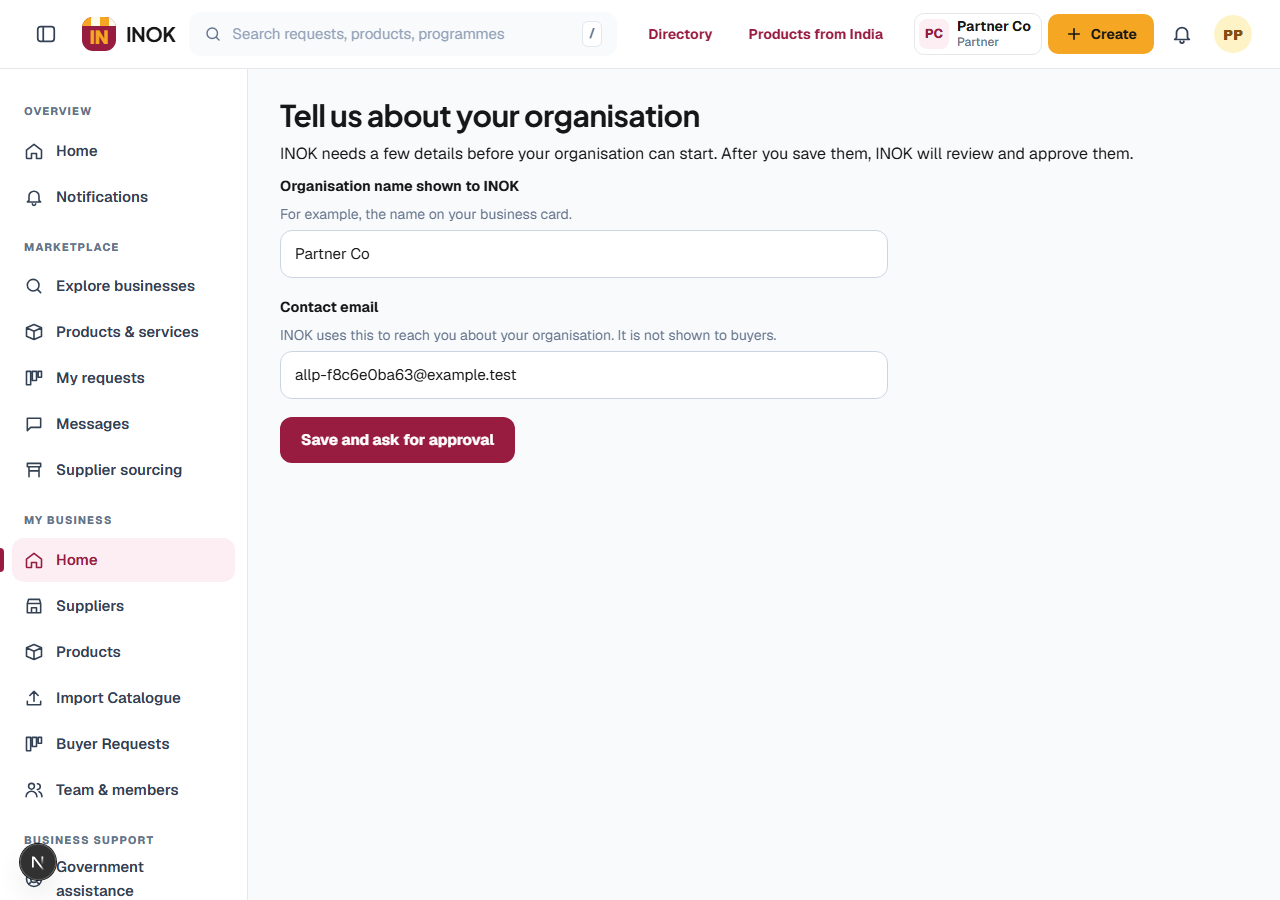 IN INOK
Search requests, products, programmes /
Directory
Products from India
PC Partner Co
Partner
Create
PP
OVERVIEW
Home
Notifications
MARKETPLACE
Explore businesses
Products & services
My requests
Messages
Supplier sourcing
MY BUSINESS
Home
Suppliers
Products
Import Catalogue
Buyer Requests
Team & members
BUSINESS SUPPORT
N
Government
assistance
Tell us about your organisation
INOK needs a few details before your organisation can start. After you save them, INOK will review and approve them.
Organisation name shown to INOK
For example, the name on your business card.
Partner Co
Contact email
INOK uses this to reach you about your organisation. It is not shown to buyers.
allp-f8c6e0ba63@example.test
Save and ask for approval